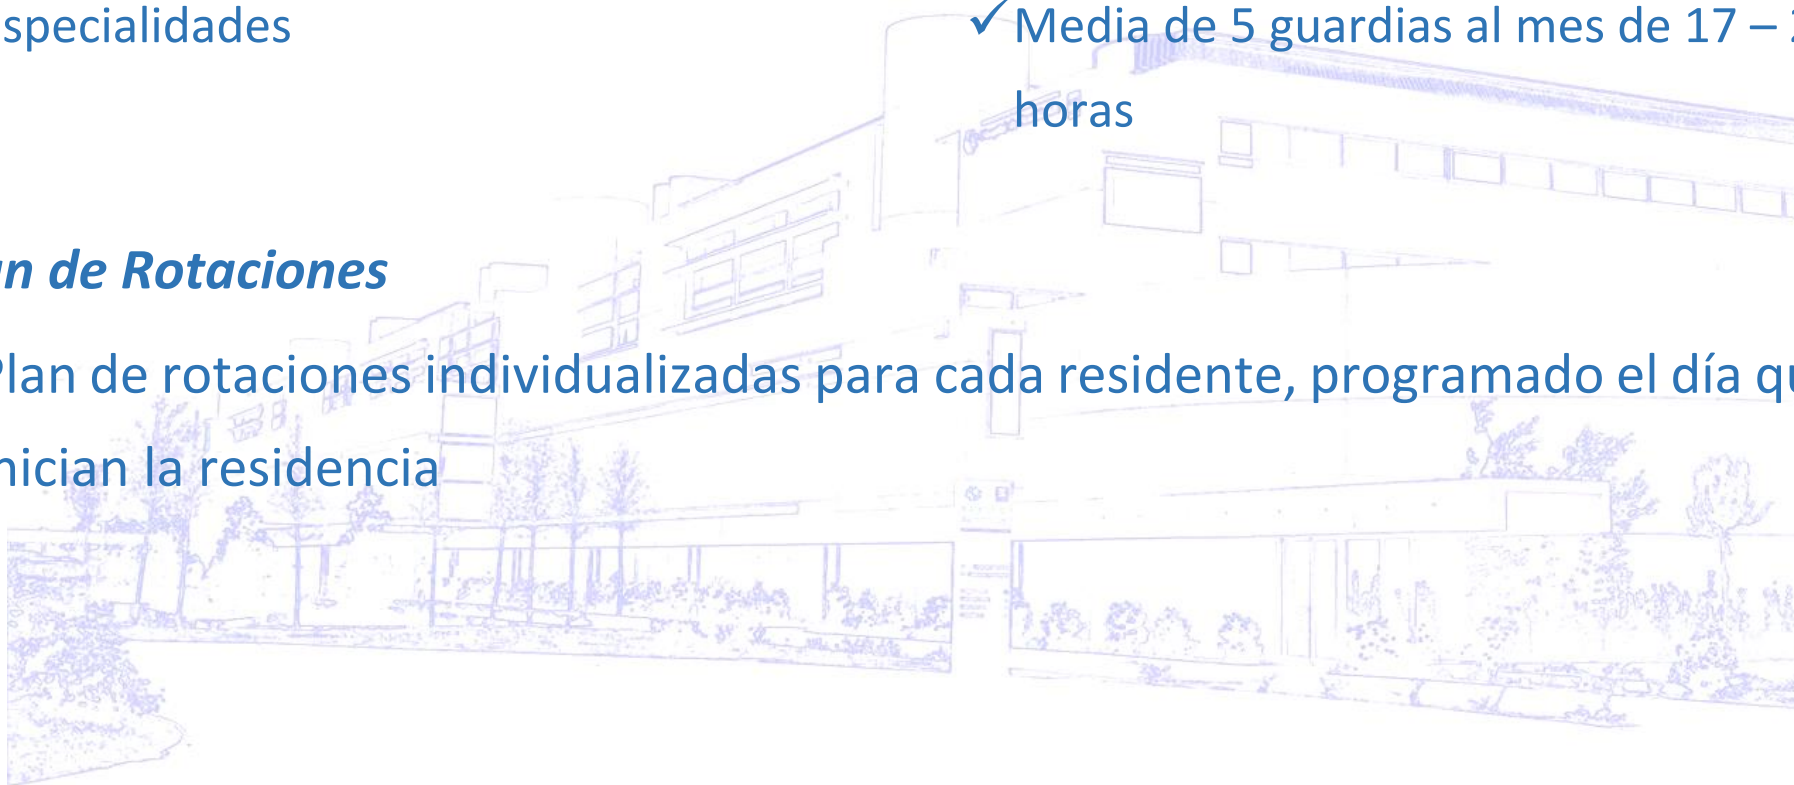 specialidades
✓ Media de 5 guardias al mes de 17 –
horas
n de Rotaciones
Plan de rotaciones individualizadas para cada residente, programado el día qu
nician la residencia